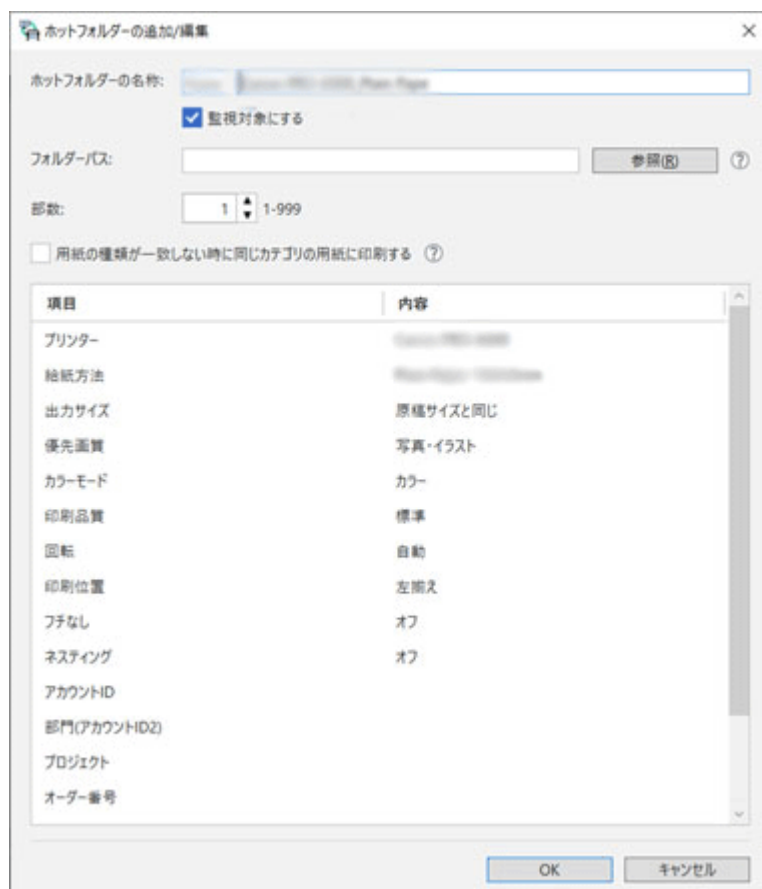 ホットフォルダーの追加/編集
ホットフォルダーの名称:
監視対象にする
フォルダーパス: 参照(R) ?
部数: 1 1-999
用紙の種類が一致しない時に同じカテゴリの用紙に印刷する ?
項目 内容
プリンター
給紙方法
出力サイズ 原稿サイズと同じ
優先画質 写真・イラスト
カラーモード カラー
印刷品質 標準
回転 自動
印刷位置 左揃え
フチなし オフ
ネスティング オフ
アカウントID
部門(アカウントID2)
プロジェクト
オーダー番号
OK キャンセル